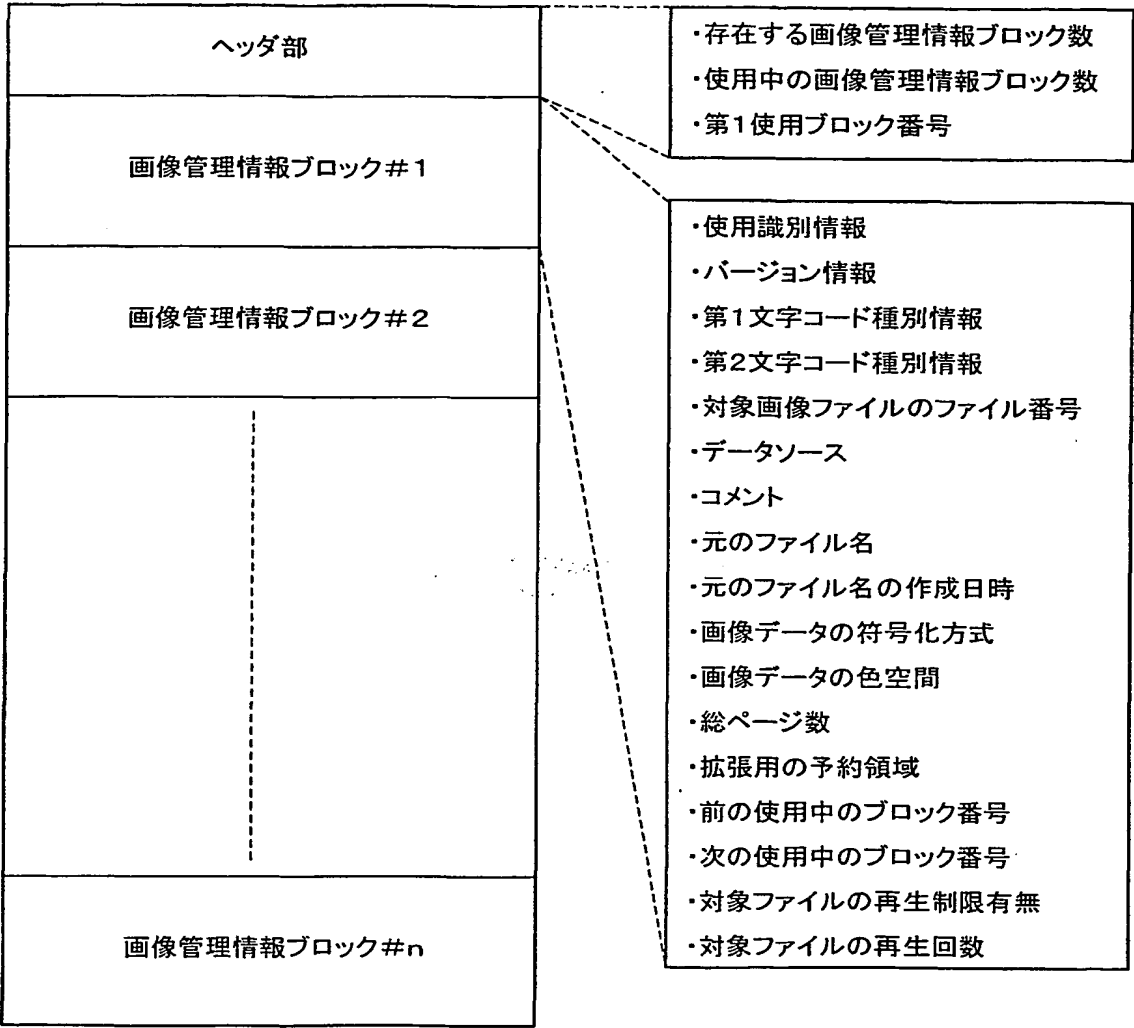 ヘッダ部
画像管理情報ブロック#1
画像管理情報ブロック#2
画像管理情報ブロック#n
・存在する画像管理情報ブロック数
・使用中の画像管理情報ブロック数
・第1使用ブロック番号
・使用識別情報
・バージョン情報
・第1文字コード種別情報
・第2文字コード種別情報
・対象画像ファイルのファイル番号
・データソース
・コメント
・元のファイル名
・元のファイル名の作成日時
・画像データの符号化方式
・画像データの色空間
・総ページ数
・拡張用の予約領域
・前の使用中のブロック番号
・次の使用中のブロック番号
・対象ファイルの再生制限有無
・対象ファイルの再生回数